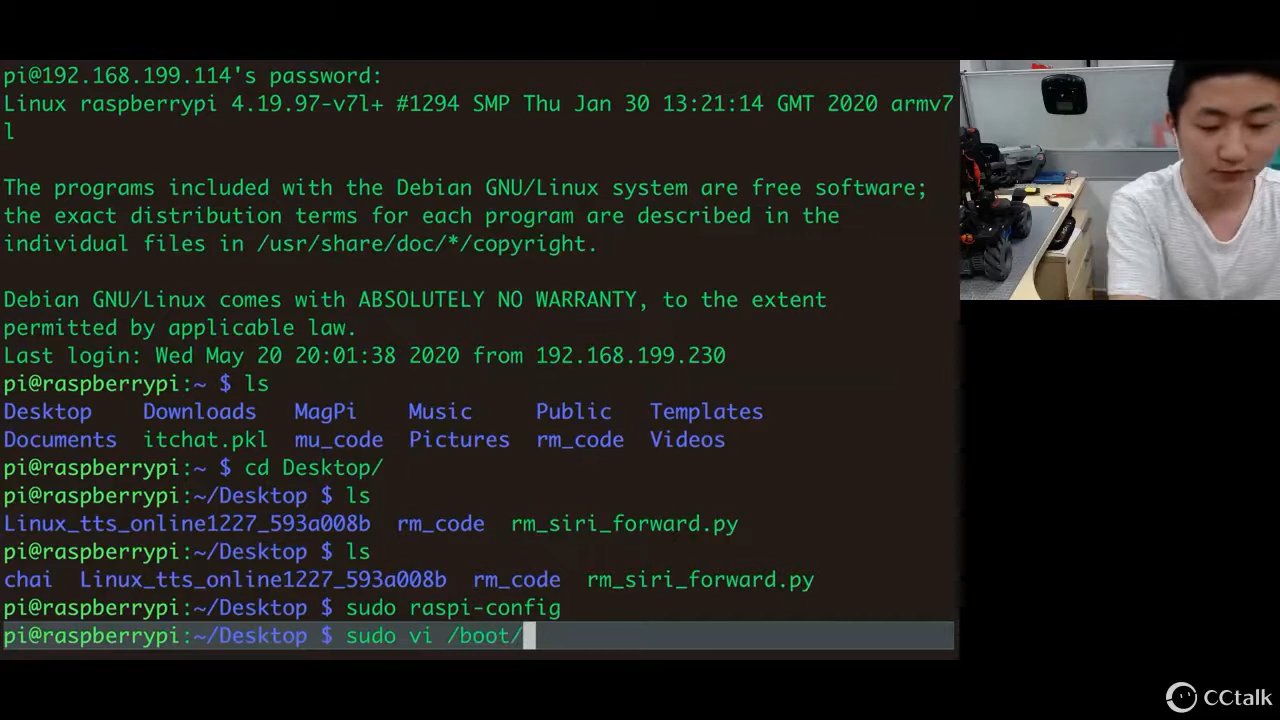 pi@192.168.199.114's password:
Linux raspberrypi 4.19.97-v7l+ #1294 SMP Thu Jan 30 13:21:14 GMT 2020 armv7
l
The programs included with the Debian GNU/Linux system are free software;
the exact distribution terms for each program are described in the
individual files in /usr/share/doc/*/copyright.
Debian GNU/Linux comes with ABSOLUTELY NO WARRANTY, to the extent
permitted by applicable law.
Last login: Wed May 20 20:01:38 2020 from 192.168.199.230
pi@raspberrypi:~ $ ls
Desktop Downloads MagPi Music Public Templates
Documents itchat.pkl mu_code Pictures rm_code Videos
pi@raspberrypi:~ $ cd Desktop/
pi@raspberrypi:~/Desktop $ ls
Linux_tts_online1227_593a008b rm_code rm_siri_forward.py
pi@raspberrypi:~/Desktop $ ls
chai Linux_tts_online1227_593a008b rm_code rm_siri_forward.py
pi@raspberrypi:~/Desktop $ sudo raspi-config
pi@raspberrypi:~/Desktop $ sudo vi /boot/
CCtalk